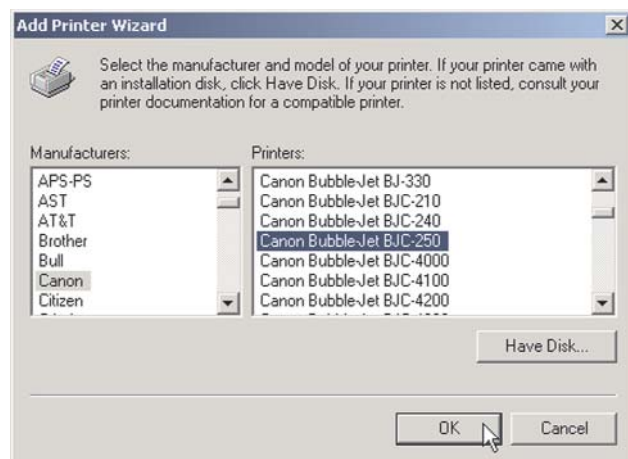 Add Printer Wizard
Select the manufacturer and model of your printer. If your printer came with
an installation disk, click Have Disk. If your printer is not listed, consult your
printer documentation for a compatible printer.
Manufacturers:
APS-PS
AST
AT&T
Brother
Bull
Canon
Citizen
Printers:
Canon Bubble-Jet BJ-330
Canon Bubble-Jet BJC-210
Canon Bubble-Jet BJC-240
Canon Bubble-Jet BJC-250
Canon Bubble-Jet BJC-4000
Canon Bubble-Jet BJC-4100
Canon Bubble-Jet BJC-4200
Have Disk...
OK
Cancel